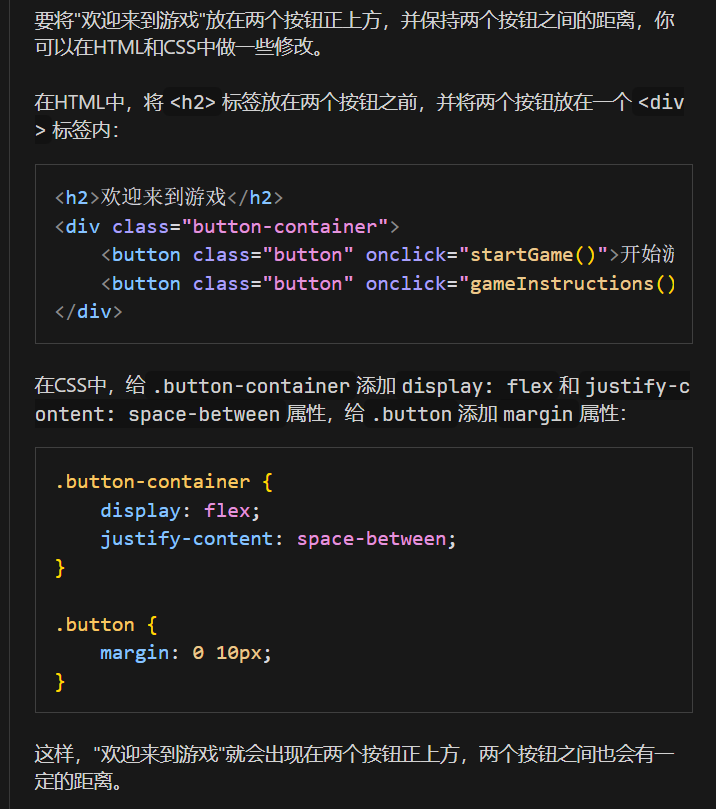 要将"欢迎来到游戏"放在两个按钮正上方，并保持两个按钮之间的距离，你
可以在HTML和CSS中做一些修改。
在HTML中，将 <h2> 标签放在两个按钮之前，并将两个按钮放在一个 <div
> 标签内：
<h2>欢迎来到游戏</h2>
<div class="button-container">
    <button class="button" onclick="startGame()">开始
    <button class="button" onclick="gameInstructions()
</div>
在CSS中，给 .button-container 添加 display: flex 和 justify-c
ontent: space-between 属性，给 .button 添加 margin 属性：
.button-container {
    display: flex;
    justify-content: space-between;
}
.button {
    margin: 0 10px;
}
这样，"欢迎来到游戏"就会出现在两个按钮正上方，两个按钮之间也会有一
定的距离。